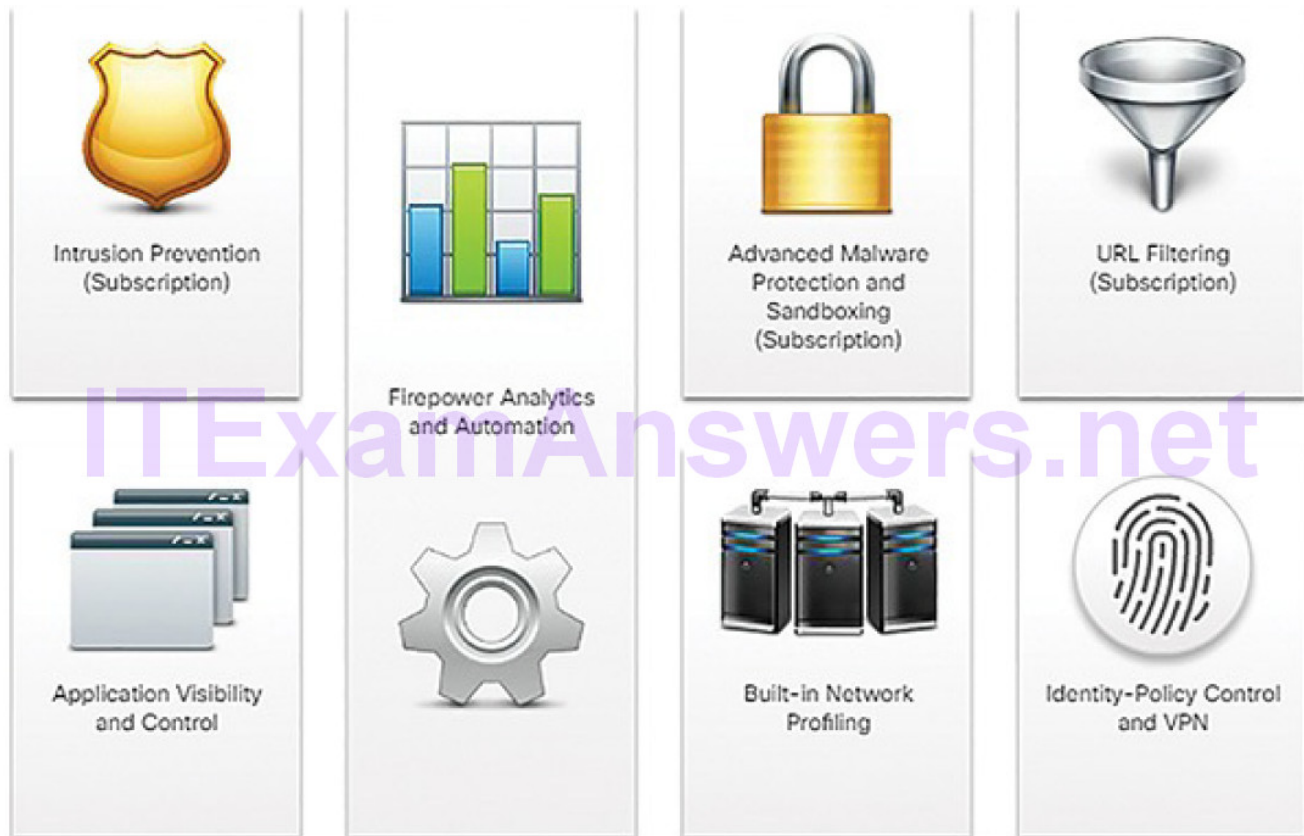 Intrusion Prevention
(Subscription)
Firepower Analytics
and Automation
Advanced Malware
Protection and
Sandboxing
(Subscription)
URL Filtering
(Subscription)
ITExamAnswers.net
Application Visibility
and Control
Built-in Network
Profiling
Identity-Policy Control
and VPN